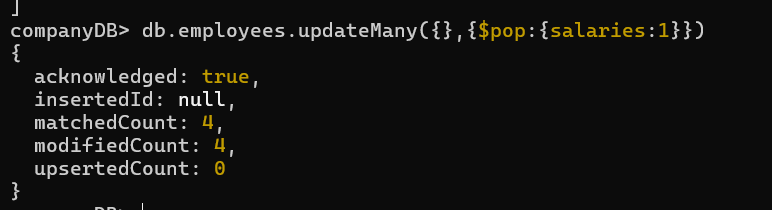 ]
companyDB> db.employees.updateMany({},{$pop:{salaries:1}})
{
  acknowledged: true,
  insertedId: null,
  matchedCount: 4,
  modifiedCount: 4,
  upsertedCount: 0
}